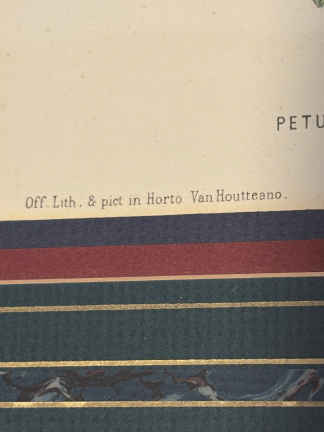 PETU
Off. Lith. & pict in Horto Van Houtteano.